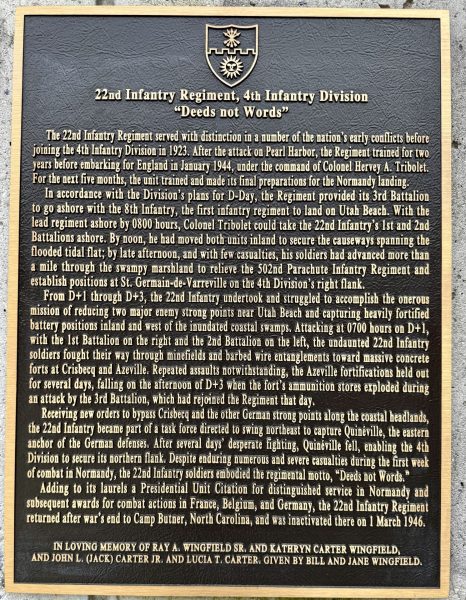 22nd Infantry Regiment, 4th Infantry Division
"Deeds not Words"
The 22nd Infantry Regiment served with distinction in a number of the nation's early conflicts before
joining the 4th Infantry Division in 1923. After the attack on Pearl Harbor, the Regiment trained for two
years before embarking for England in January 1944, under the command of Colonel Hervey A. Tribolet.
For the next five months, the unit trained and made its final preparations for the Normandy landing.
In accordance with the Division's plans for D-Day, the Regiment provided its 3rd Battalion
to go ashore with the 8th Infantry, the first infantry regiment to land on Utah Beach. With the
lead regiment ashore by 0800 hours, Colonel Tribolet could take the 22nd Infantry's 1st and 2nd
Battalions ashore. By noon, he had moved both units inland to secure the causeways spanning the
flooded tidal flat; by late afternoon, and with few casualties, his soldiers had advanced more than
a mile through the swampy marshland to relieve the 502nd Parachute Infantry Regiment and
establish positions at St. Germain-de-Varreville on the 4th Division's right flank.
From D+1 through D+3, the 22nd Infantry undertook and struggled to accomplish the onerous
mission of reducing two major enemy strong points near Utah Beach and capturing heavily fortified
battery positions inland and west of the inundated coastal swamps. Attacking at 0700 hours on D+1,
with the 1st Battalion on the right and the 2nd Battalion on the left, the undaunted 22nd Infantry
soldiers fought their way through minefields and barbed wire entanglements toward massive concrete
forts at Crisbecq and Azeville. Repeated assaults notwithstanding, the Azeville fortifications held out
for several days, falling on the afternoon of D+3 when the fort's ammunition stores exploded during
an attack by the 3rd Battalion, which had rejoined the Regiment that day.
Receiving new orders to bypass Crisbecq and the other German strong points along the coastal headlands,
the 22nd Infantry became part of a task force directed to swing northeast to capture Quinéville, the eastern
anchor of the German defenses. After several days' desperate fighting, Quinéville fell, enabling the 4th
Division to secure its northern flank. Despite enduring numerous and severe casualties during the first week
of combat in Normandy, the 22nd Infantry soldiers embodied the regimental motto, "Deeds not Words."
Adding to its laurels a Presidential Unit Citation for distinguished service in Normandy and
subsequent awards for combat actions in France, Belgium, and Germany, the 22nd Infantry Regiment
returned after war's end to Camp Butner, North Carolina, and was inactivated there on 1 March 1946.
IN LOVING MEMORY OF RAY A. WINGFIELD SR. AND KATHRYN CARTER WINGFIELD,
AND JOHN L. (JACK) CARTER JR. AND LUCIA T. CARTER. GIVEN BY BILL AND JANE WINGFIELD.